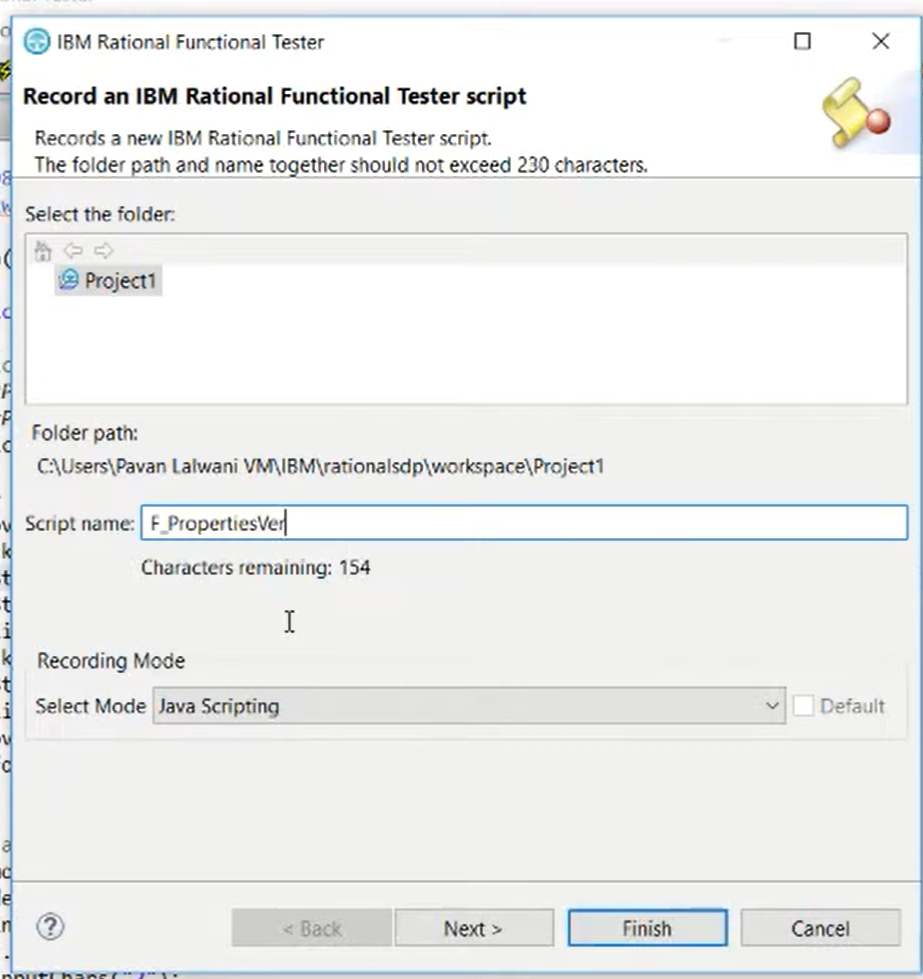 IBM Rational Functional Tester
Record an IBM Rational Functional Tester script
Records a new IBM Rational Functional Tester script.
The folder path and name together should not exceed 230 characters.
Select the folder:
Project1
Folder path:
C:\Users\Pavan Lalwani VM\IBM\rationalsdp\workspace\Project1
Script name: F_PropertiesVer
Characters remaining: 154
Recording Mode
Select Mode Java Scripting Default
< Back Next > Finish Cancel